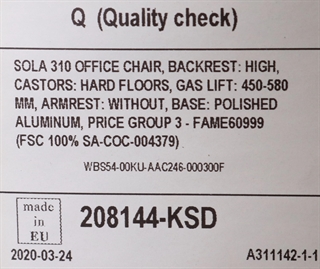 Q (Quality check)
SOLA 310 OFFICE CHAIR, BACKREST: HIGH,
CASTORS: HARD FLOORS, GAS LIFT: 450-580
MM, ARMREST: WITHOUT, BASE: POLISHED
ALUMINUM, PRICE GROUP 3 - FAME60999
(FSC 100% SA-COC-004379)
WBS54-00KU-AAC246-000300F
made
in
EU
208144-KSD
2020-03-24
A311142-1-1